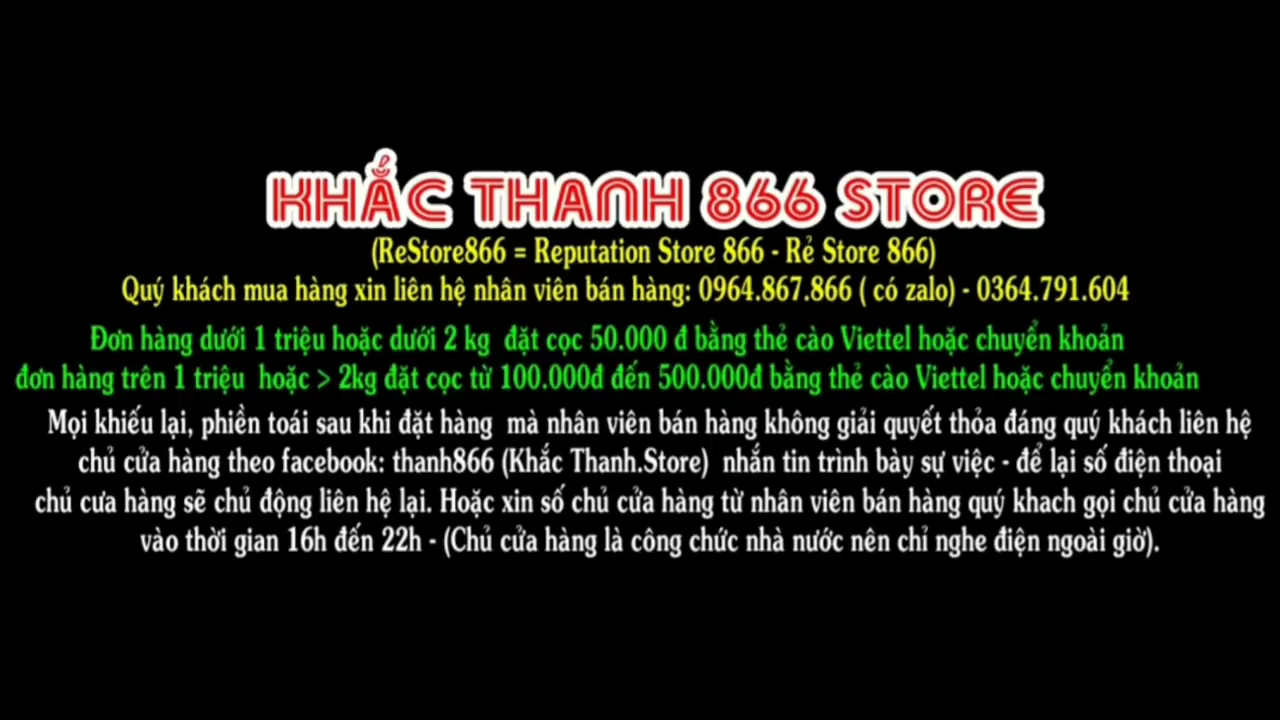 KHẮC THANH 866 STORE
(ReStore866 = Reputation Store 866 - Rẻ Store 866)
Quý khách mua hàng xin liên hệ nhân viên bán hàng: 0964.867.866 ( có zalo) - 0364.791.604
Đơn hàng dưới 1 triệu hoặc dưới 2 kg  đặt cọc 50.000 đ bằng thẻ cào Viettel hoặc chuyển khoản
đơn hàng trên 1 triệu  hoặc > 2kg đặt cọc từ 100.000đ đến 500.000đ bằng thẻ cào Viettel hoặc chuyển khoản
Mọi khiếu lại, phiền toái sau khi đặt hàng  mà nhân viên bán hàng không giải quyết thỏa đáng quý khách liên hệ
chủ cửa hàng theo facebook: thanh866 (Khắc Thanh.Store)  nhắn tin trình bày sự việc - để lại số điện thoại
chủ cưa hàng sẽ chủ động liên hệ lại. Hoặc xin số chủ cửa hàng từ nhân viên bán hàng quý khach gọi chủ cửa hàng
vào thời gian 16h đến 22h - (Chủ cửa hàng là công chức nhà nước nên chỉ nghe điện ngoài giờ).